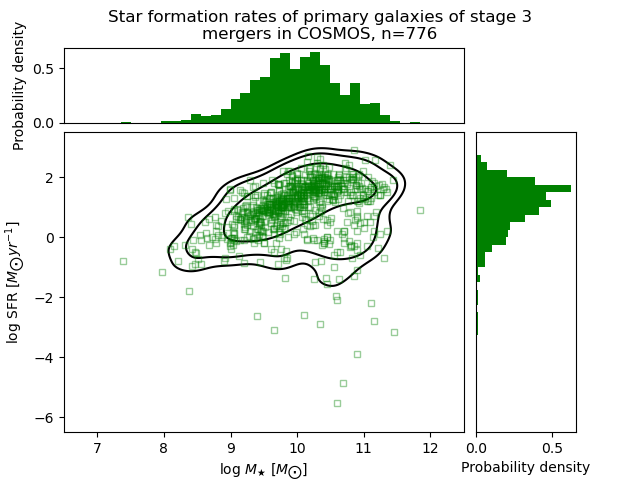 Star formation rates of primary galaxies of stage 3
mergers in COSMOS, n=776
Probability density
0.5
0.0
log SFR [M⨀yr⁻¹]
2
0
−2
−4
−6
7 8 9 10 11 12
log M★ [M⨀]
0.0 0.5
Probability density